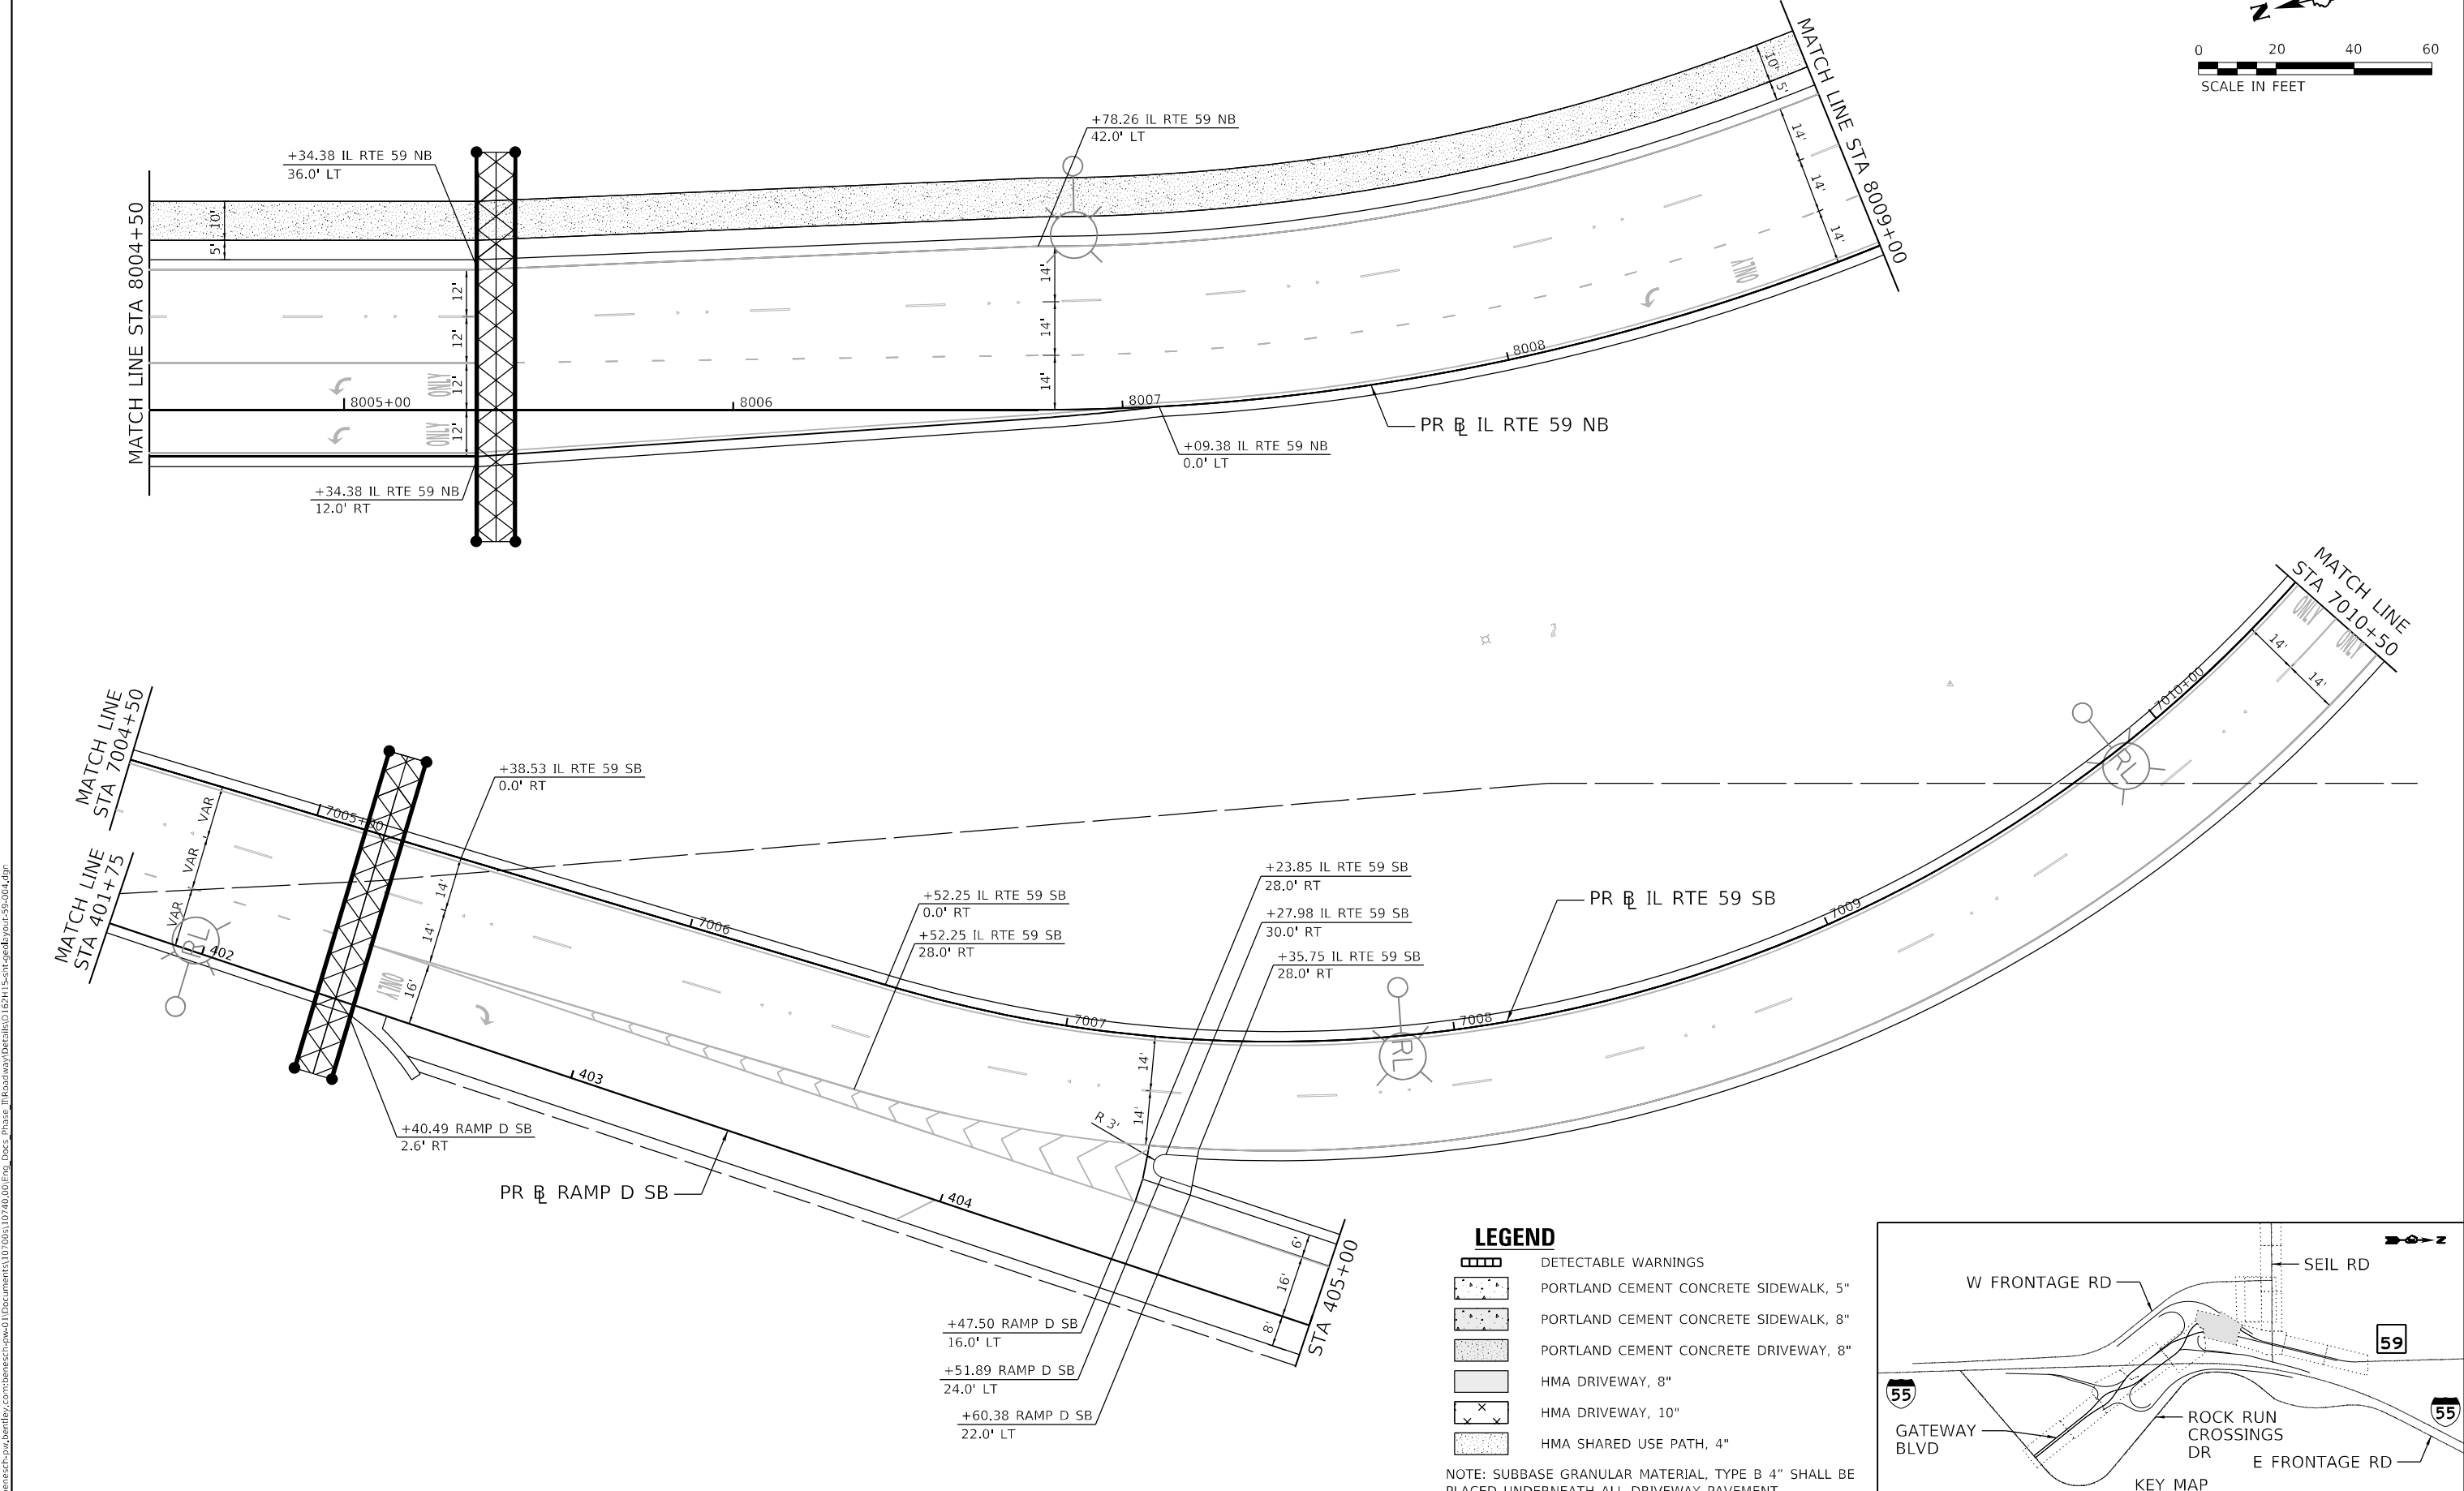 N
0 20 40 60
SCALE IN FEET
MATCH LINE STA 8009+00
10'
5'
14'
14'
14'
+78.26 IL RTE 59 NB
42.0' LT
+34.38 IL RTE 59 NB
36.0' LT
MATCH LINE STA 8004+50
10'
5'
12'
12'
12'
12'
14'
14'
14'
ONLY
ONLY
ONLY
8005+00
8006
8007
8008
PR BL IL RTE 59 NB
+09.38 IL RTE 59 NB
0.0' LT
+34.38 IL RTE 59 NB
12.0' RT
MATCH LINE
STA 7010+50
ONLY
ONLY
14'
14'
7010+00
RL
MATCH LINE
STA 7004+50
MATCH LINE
STA 401+75
VAR
VAR
VAR
RL
402
7005+00
+38.53 IL RTE 59 SB
0.0' RT
14'
14'
16'
ONLY
7006
+52.25 IL RTE 59 SB
0.0' RT
+52.25 IL RTE 59 SB
28.0' RT
+23.85 IL RTE 59 SB
28.0' RT
+27.98 IL RTE 59 SB
30.0' RT
+35.75 IL RTE 59 SB
28.0' RT
PR BL IL RTE 59 SB
7009
7008
7007
RL
14'
14'
R 3'
403
404
+40.49 RAMP D SB
2.6' RT
PR BL RAMP D SB
6'
16'
8'
STA 405+00
+47.50 RAMP D SB
16.0' LT
+51.89 RAMP D SB
24.0' LT
+60.38 RAMP D SB
22.0' LT
LEGEND
DETECTABLE WARNINGS
PORTLAND CEMENT CONCRETE SIDEWALK, 5"
PORTLAND CEMENT CONCRETE SIDEWALK, 8"
PORTLAND CEMENT CONCRETE DRIVEWAY, 8"
HMA DRIVEWAY, 8"
HMA DRIVEWAY, 10"
HMA SHARED USE PATH, 4"
NOTE: SUBBASE GRANULAR MATERIAL, TYPE B 4" SHALL BE
PLACED UNDERNEATH ALL DRIVEWAY PAVEMENT
N
SEIL RD
W FRONTAGE RD
59
55
55
GATEWAY
BLVD
ROCK RUN
CROSSINGS
DR
E FRONTAGE RD
KEY MAP